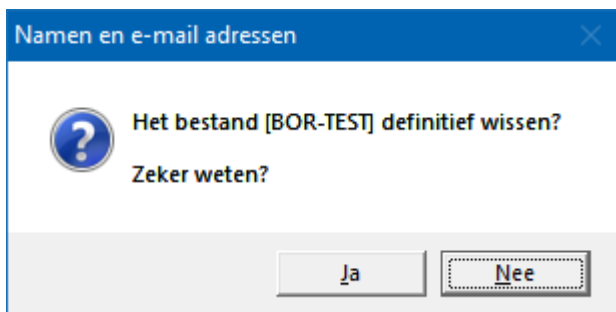 Namen en e-mail adressen
Het bestand [BOR-TEST] definitief wissen?
Zeker weten?
Ja
Nee